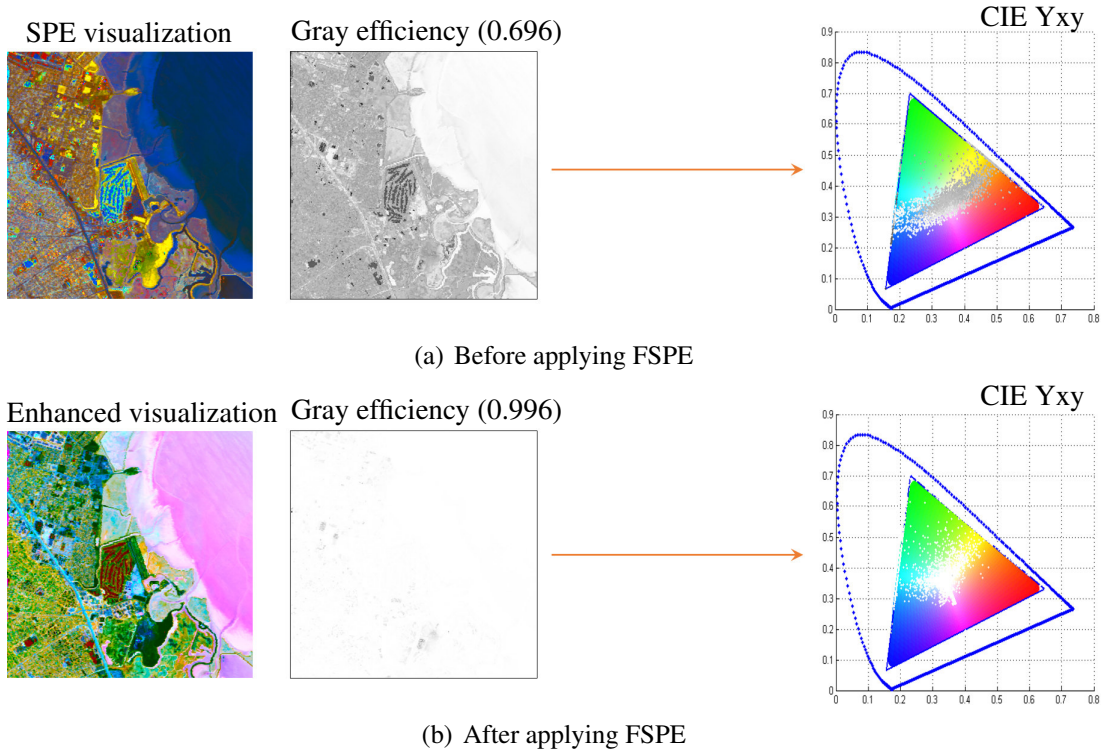 SPE visualization
Gray efficiency (0.696)
CIE Yxy
0.9
0.8
0.7
0.6
0.5
0.4
0.3
0.2
0.1
0
0 0.1 0.2 0.3 0.4 0.5 0.6 0.7 0.8
(a) Before applying FSPE
Enhanced visualization
Gray efficiency (0.996)
CIE Yxy
0.9
0.8
0.7
0.6
0.5
0.4
0.3
0.2
0.1
0
0 0.1 0.2 0.3 0.4 0.5 0.6 0.7 0.8
(b) After applying FSPE